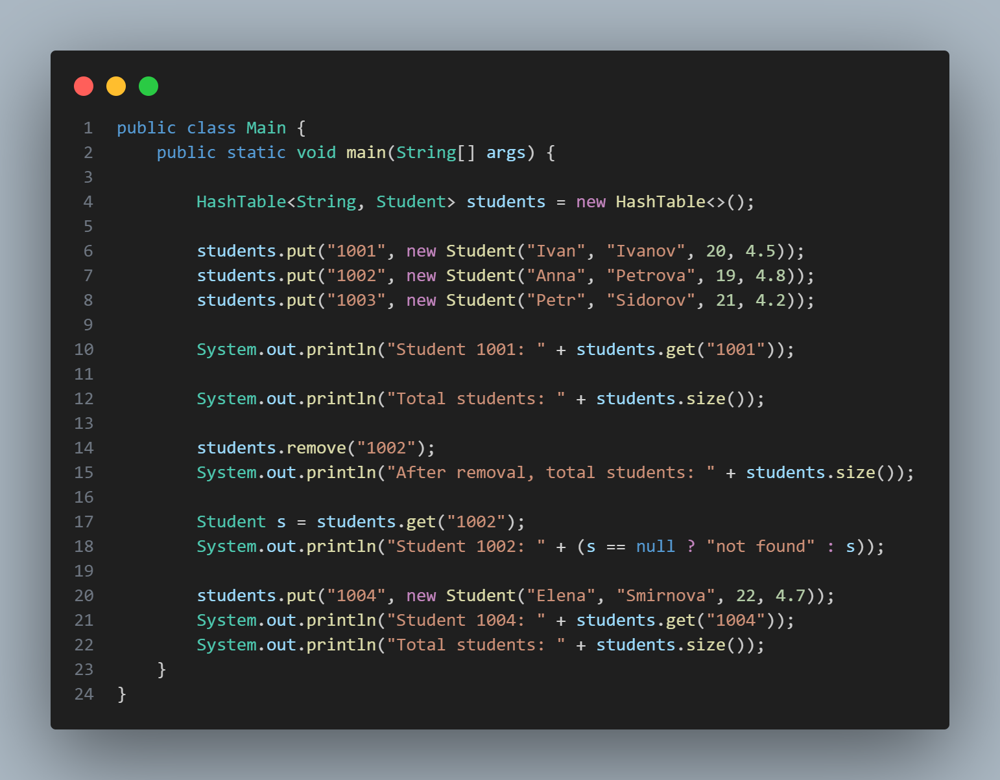 1 public class Main {
2     public static void main(String[] args) {
3
4         HashTable<String, Student> students = new HashTable<>();
5
6         students.put("1001", new Student("Ivan", "Ivanov", 20, 4.5));
7         students.put("1002", new Student("Anna", "Petrova", 19, 4.8));
8         students.put("1003", new Student("Petr", "Sidorov", 21, 4.2));
9
10         System.out.println("Student 1001: " + students.get("1001"));
11
12         System.out.println("Total students: " + students.size());
13
14         students.remove("1002");
15         System.out.println("After removal, total students: " + students.size());
16
17         Student s = students.get("1002");
18         System.out.println("Student 1002: " + (s == null ? "not found" : s));
19
20         students.put("1004", new Student("Elena", "Smirnova", 22, 4.7));
21         System.out.println("Student 1004: " + students.get("1004"));
22         System.out.println("Total students: " + students.size());
23     }
24 }